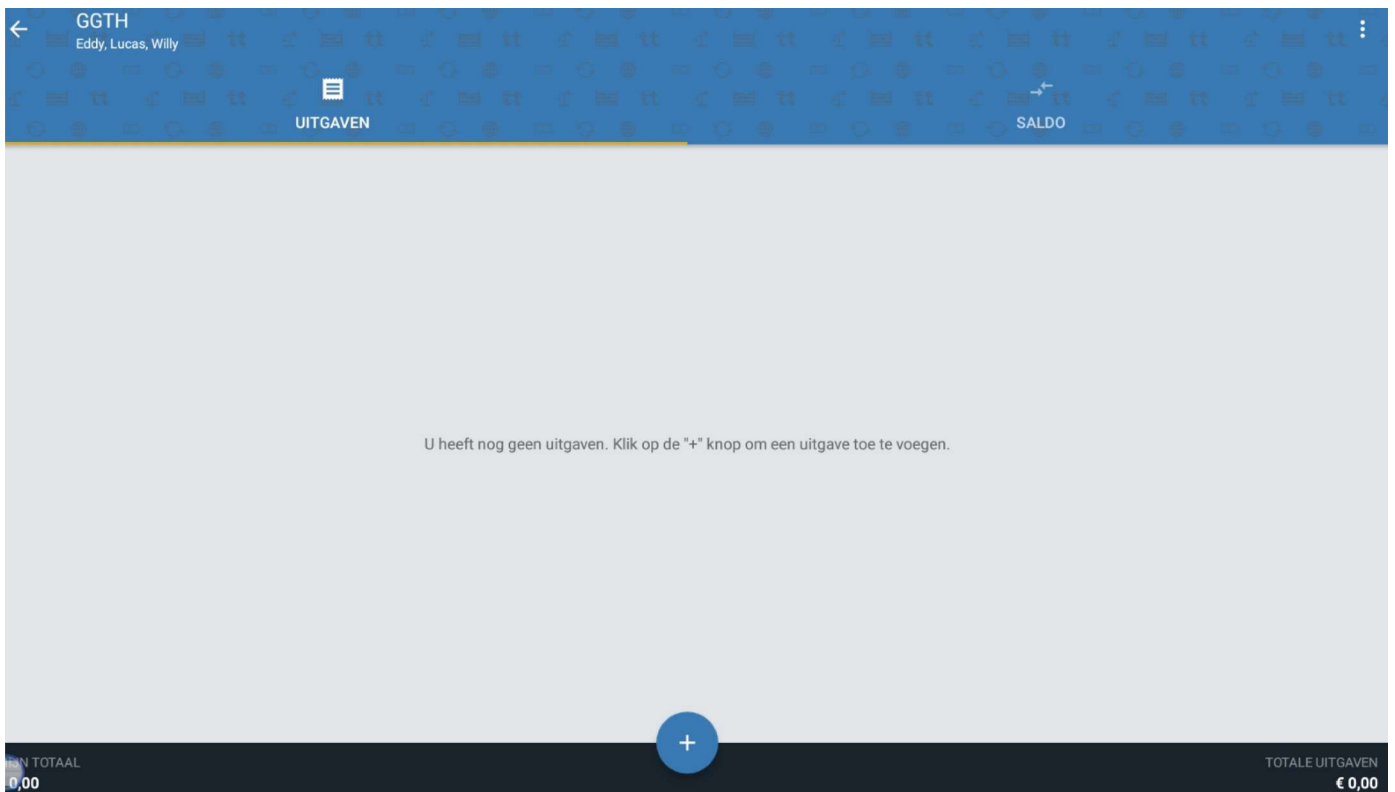 GGTH
Eddy, Lucas, Willy
UITGAVEN
SALDO
U heeft nog geen uitgaven. Klik op de "+" knop om een uitgave toe te voegen.
+
TOTAAL
0,00
TOTALE UITGAVEN
€ 0,00